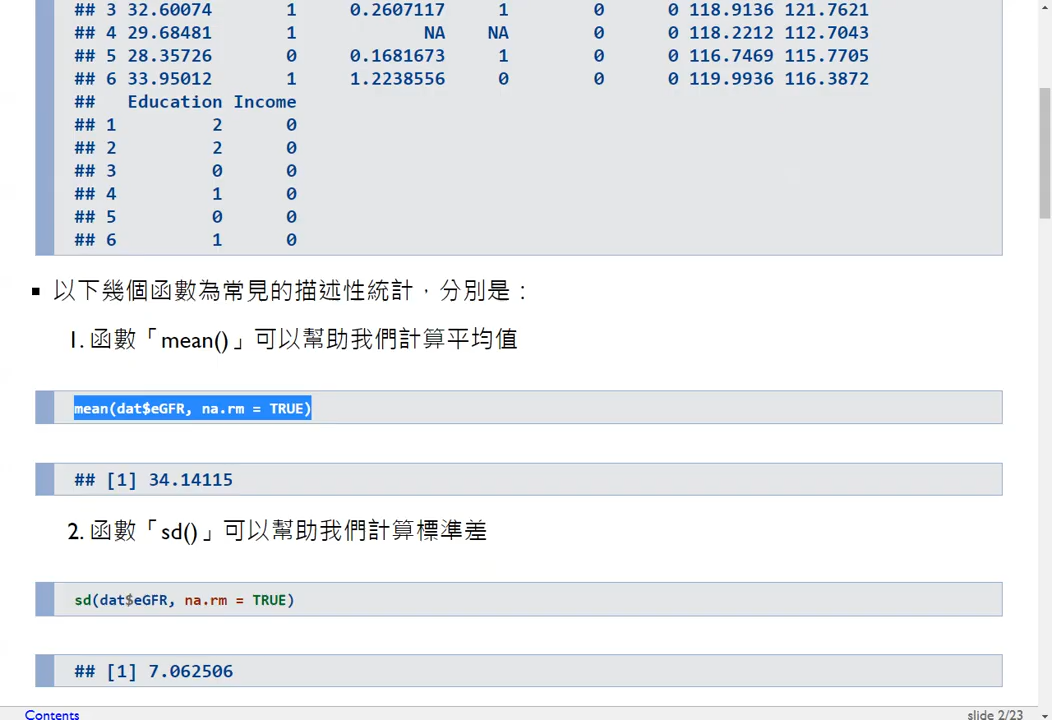 ## 3 32.60074 1 0.2607117 1 0 0 118.9136 121.7621
## 4 29.68481 1 NA NA 0 0 118.2212 112.7043
## 5 28.35726 0 0.1681673 1 0 0 116.7469 115.7705
## 6 33.95012 1 1.2238556 0 0 0 119.9936 116.3872
## Education Income
## 1 2 0
## 2 2 0
## 3 0 0
## 4 1 0
## 5 0 0
## 6 1 0
▪ 以下幾個函數為常見的描述性統計，分別是：
1. 函數「mean()」可以幫助我們計算平均值
mean(dat$eGFR, na.rm = TRUE)
## [1] 34.14115
2. 函數「sd()」可以幫助我們計算標準差
sd(dat$eGFR, na.rm = TRUE)
## [1] 7.062506
Contents slide 2/23